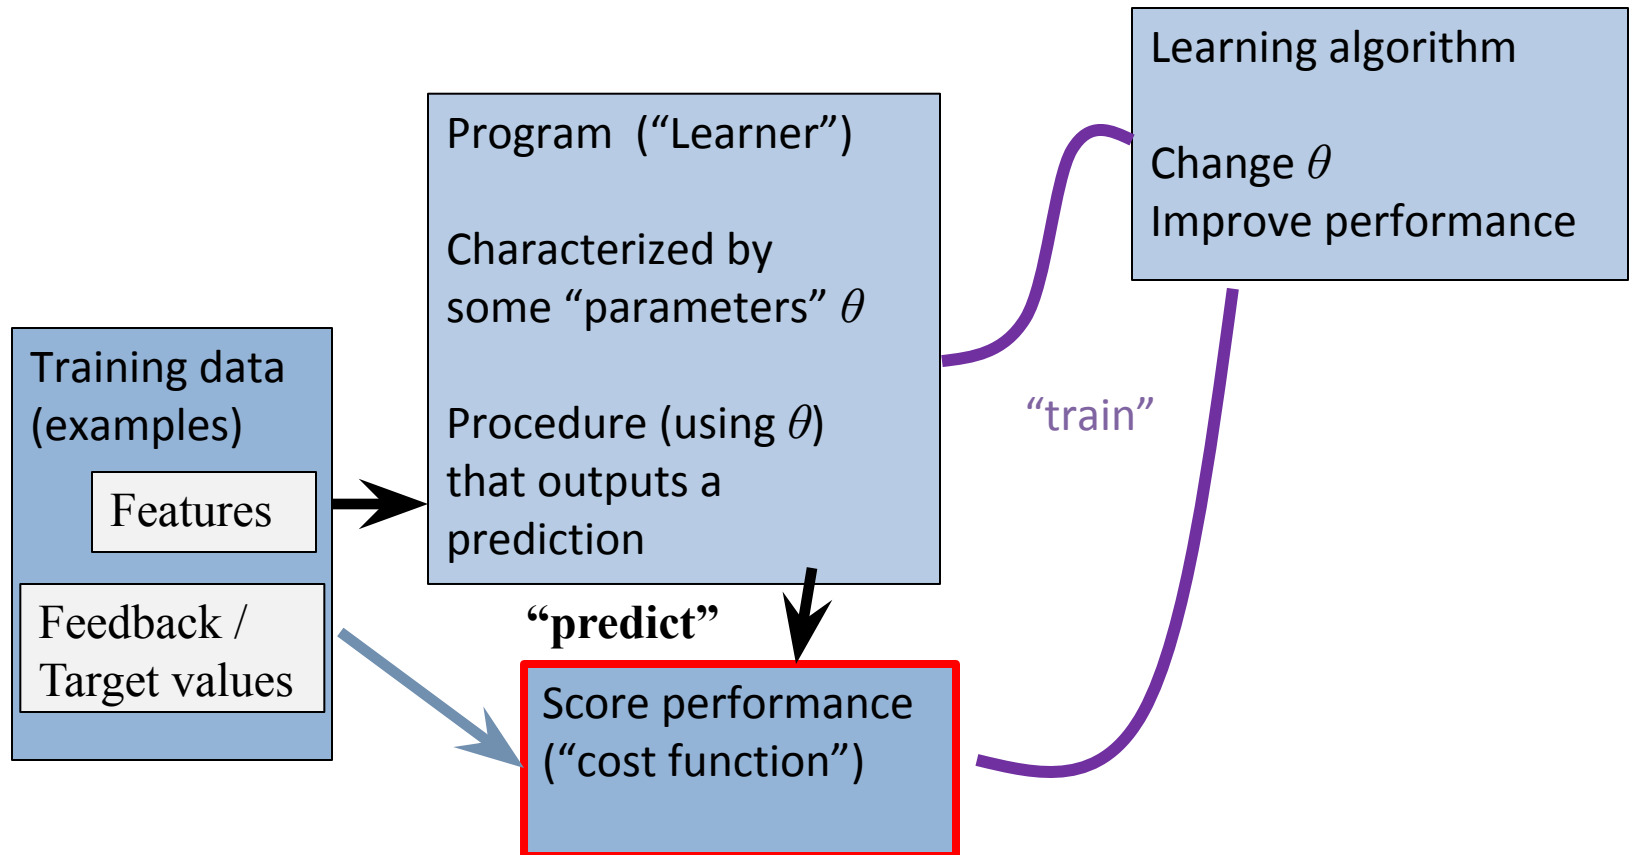 Training data
(examples)
Features
Feedback /
Target values
Program  (“Learner”)
Characterized by
some “parameters” θ
Procedure (using θ)
that outputs a
prediction
“predict”
Score performance
(“cost function”)
“train”
Learning algorithm
Change θ
Improve performance